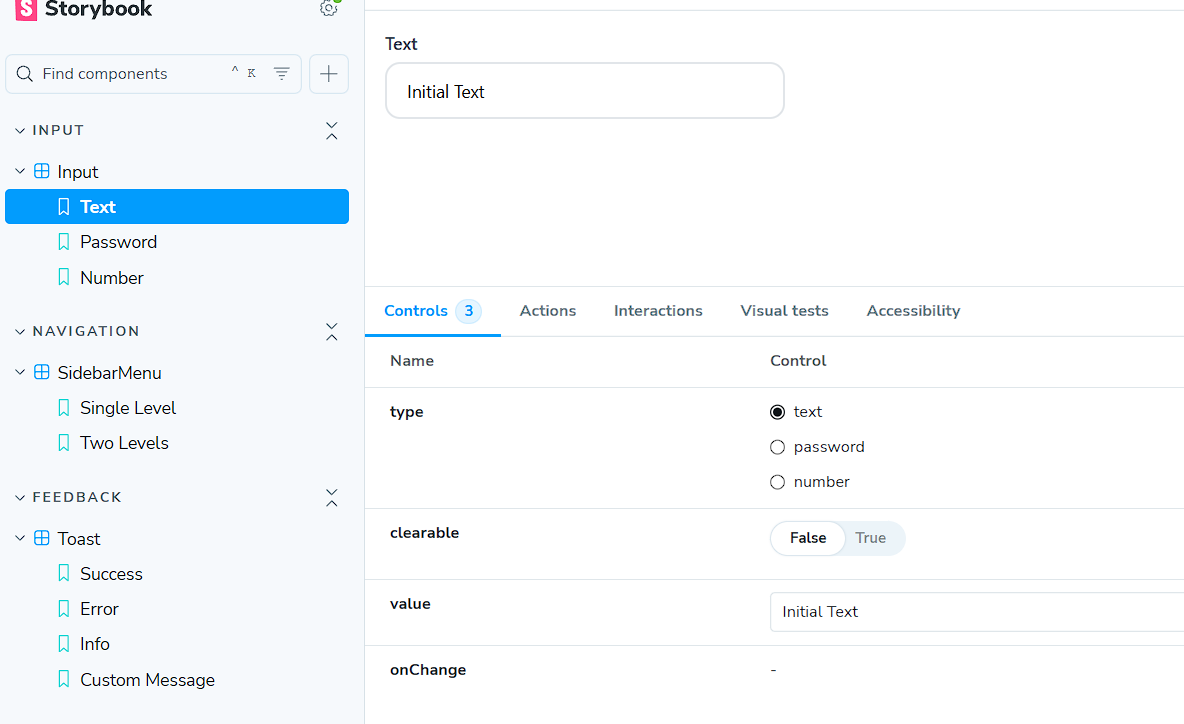 Storybook
Find components
^ K
INPUT
Input
Text
Password
Number
NAVIGATION
SidebarMenu
Single Level
Two Levels
FEEDBACK
Toast
Success
Error
Info
Custom Message
Text
Initial Text
Controls 3 Actions Interactions Visual tests Accessibility
Name Control
type text
password
number
clearable False True
value Initial Text
onChange -